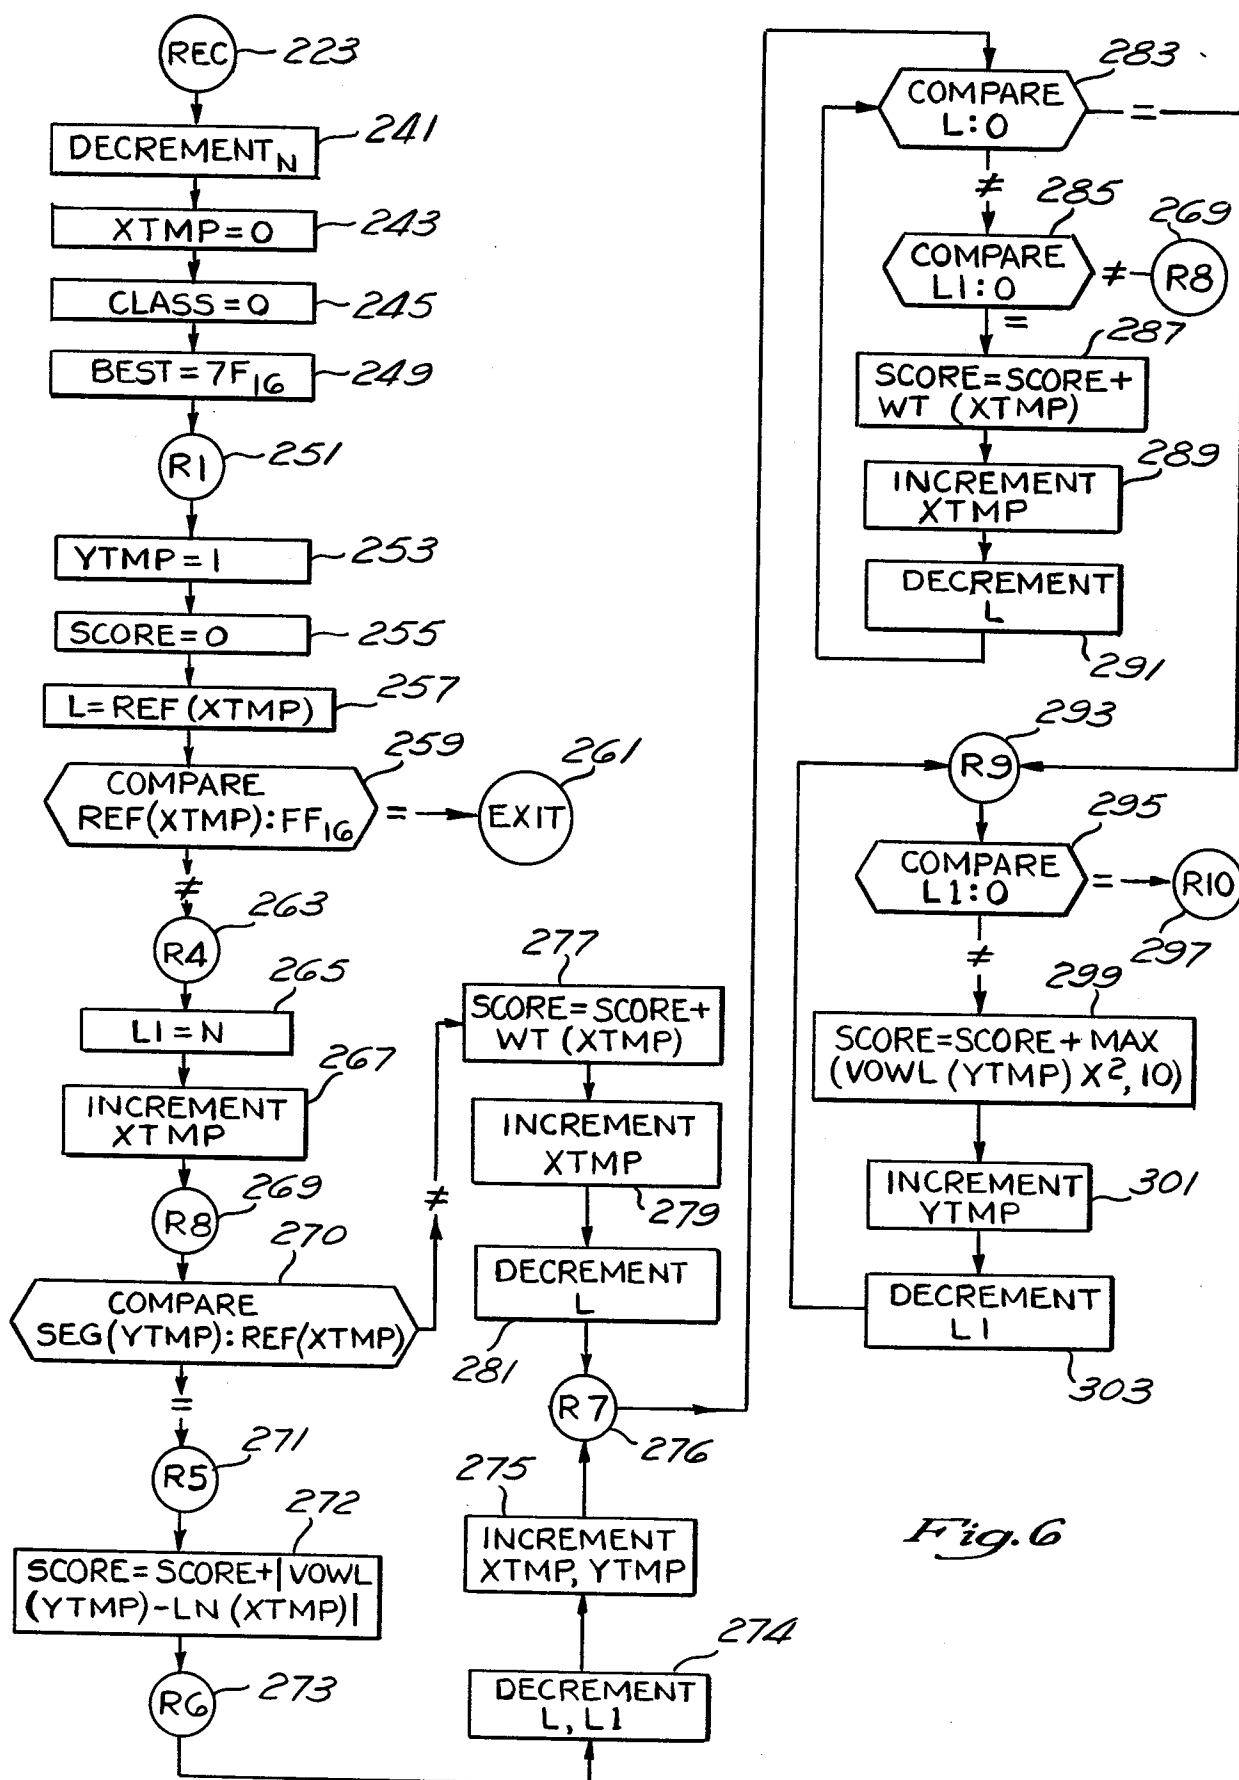 REC 223
DECREMENT N 241
XTMP=0 243
CLASS=0 245
BEST=7F16 249
R1 251
YTMP=1 253
SCORE=0 255
L=REF(XTMP) 257
COMPARE 259
REF(XTMP):FF16 = EXIT 261
≠
R4 263
L1=N 265
INCREMENT 267
XTMP
R8 269
COMPARE 270
SEG(YTMP):REF(XTMP)
≠
=
R5 271
SCORE=SCORE+|VOWL 272
(YTMP)-LN(XTMP)|
R6 273
DECREMENT 274
L, L1
INCREMENT 275
XTMP, YTMP
277
SCORE=SCORE+
WT (XTMP)
INCREMENT
XTMP
279
DECREMENT
L
281
R7
276
COMPARE 283
L:0 =
≠
COMPARE 285
L1:0 ≠ R8 269
=
SCORE=SCORE+ 287
WT (XTMP)
INCREMENT 289
XTMP
DECREMENT
L
291
R9 293
COMPARE 295
L1:0 = R10
297
≠
SCORE=SCORE+MAX 299
(VOWL(YTMP)X2,10)
INCREMENT 301
YTMP
DECREMENT
L1
303
Fig.6